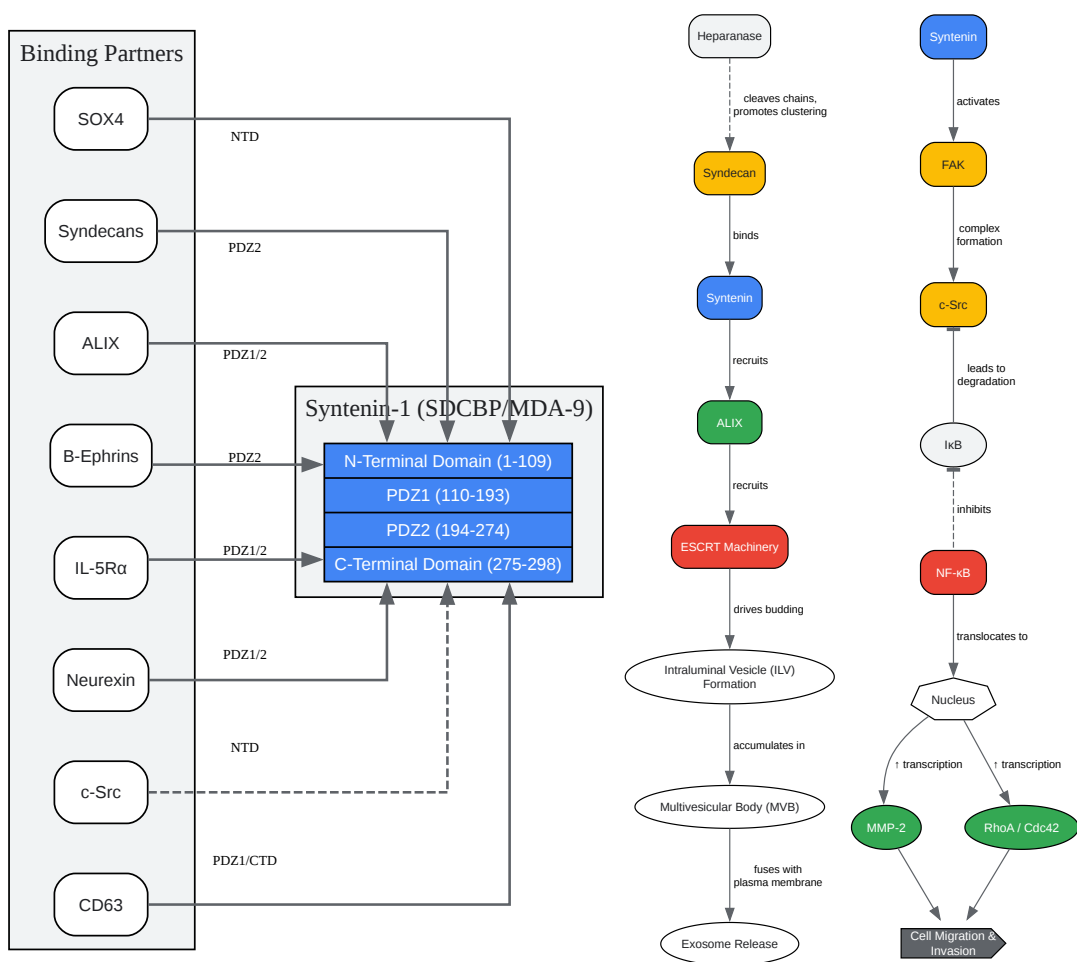 Binding Partners
SOX4
NTD
Syndecans
PDZ2
ALIX
PDZ1/2
B-Ephrins
PDZ2
IL-5Rα
PDZ1/2
Neurexin
PDZ1/2
c-Src
NTD
CD63
PDZ1/CTD
Syntenin-1 (SDCBP/MDA-9)
N-Terminal Domain (1-109)
PDZ1 (110-193)
PDZ2 (194-274)
C-Terminal Domain (275-298)
Heparanase
cleaves chains,
promotes clustering
Syndecan
binds
Syntenin
recruits
ALIX
recruits
ESCRT Machinery
drives budding
Intraluminal Vesicle (ILV)
Formation
accumulates in
Multivesicular Body (MVB)
fuses with
plasma membrane
Exosome Release
Syntenin
activates
FAK
complex
formation
c-Src
leads to
degradation
IκB
inhibits
NF-κB
translocates to
Nucleus
↑ transcription
↑ transcription
MMP-2
RhoA / Cdc42
Cell Migration &
Invasion